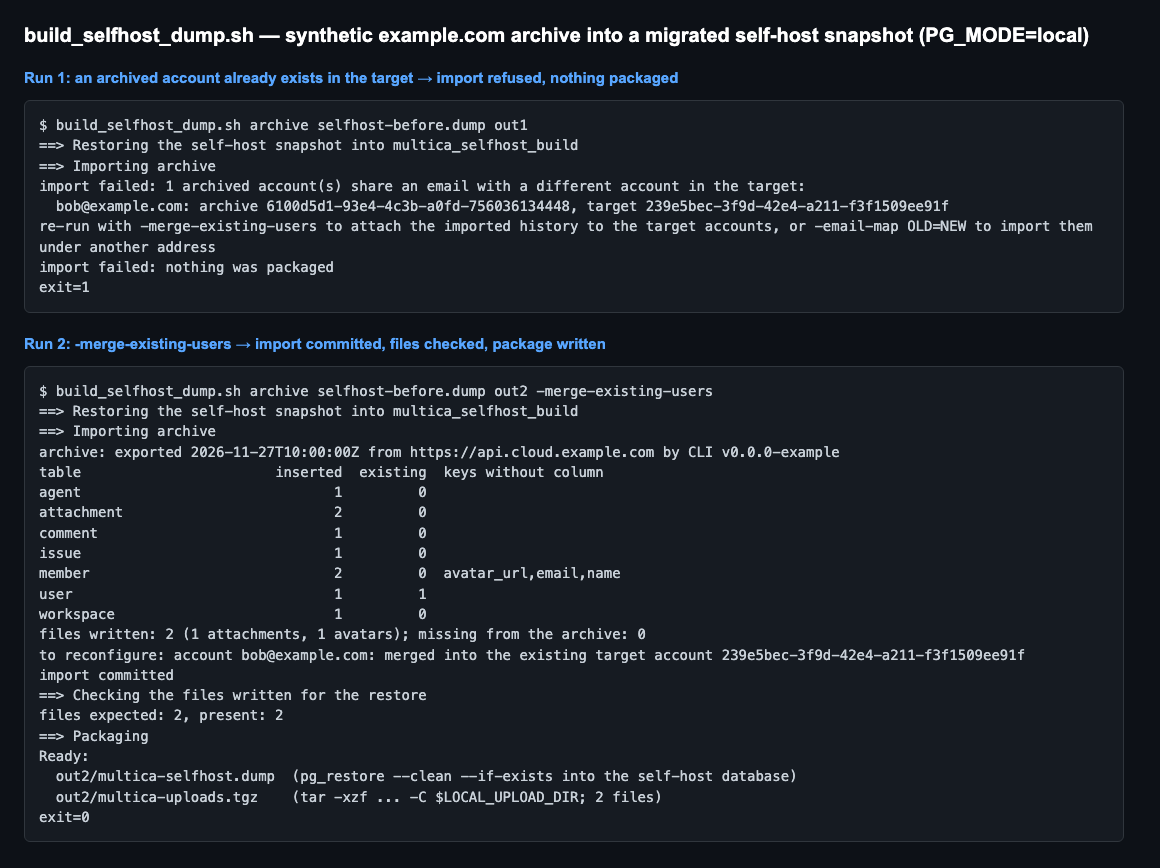 build_selfhost_dump.sh — synthetic example.com archive into a migrated self-host snapshot (PG_MODE=local)
Run 1: an archived account already exists in the target → import refused, nothing packaged
$ build_selfhost_dump.sh archive selfhost-before.dump out1
==> Restoring the self-host snapshot into multica_selfhost_build
==> Importing archive
import failed: 1 archived account(s) share an email with a different account in the target:
  bob@example.com: archive 6100d5d1-93e4-4c3b-a0fd-756036134448, target 239e5bec-3f9d-42e4-a211-f3f1509ee91f
re-run with -merge-existing-users to attach the imported history to the target accounts, or -email-map OLD=NEW to import them
under another address
import failed: nothing was packaged
exit=1
Run 2: -merge-existing-users → import committed, files checked, package written
$ build_selfhost_dump.sh archive selfhost-before.dump out2 -merge-existing-users
==> Restoring the self-host snapshot into multica_selfhost_build
==> Importing archive
archive: exported 2026-11-27T10:00:00Z from https://api.cloud.example.com by CLI v0.0.0-example
table                       inserted  existing  keys without column
agent                              1         0
attachment                         2         0
comment                            1         0
issue                              1         0
member                             2         0  avatar_url,email,name
user                               1         1
workspace                          1         0
files written: 2 (1 attachments, 1 avatars); missing from the archive: 0
to reconfigure: account bob@example.com: merged into the existing target account 239e5bec-3f9d-42e4-a211-f3f1509ee91f
import committed
==> Checking the files written for the restore
files expected: 2, present: 2
==> Packaging
Ready:
  out2/multica-selfhost.dump  (pg_restore --clean --if-exists into the self-host database)
  out2/multica-uploads.tgz    (tar -xzf ... -C $LOCAL_UPLOAD_DIR; 2 files)
exit=0